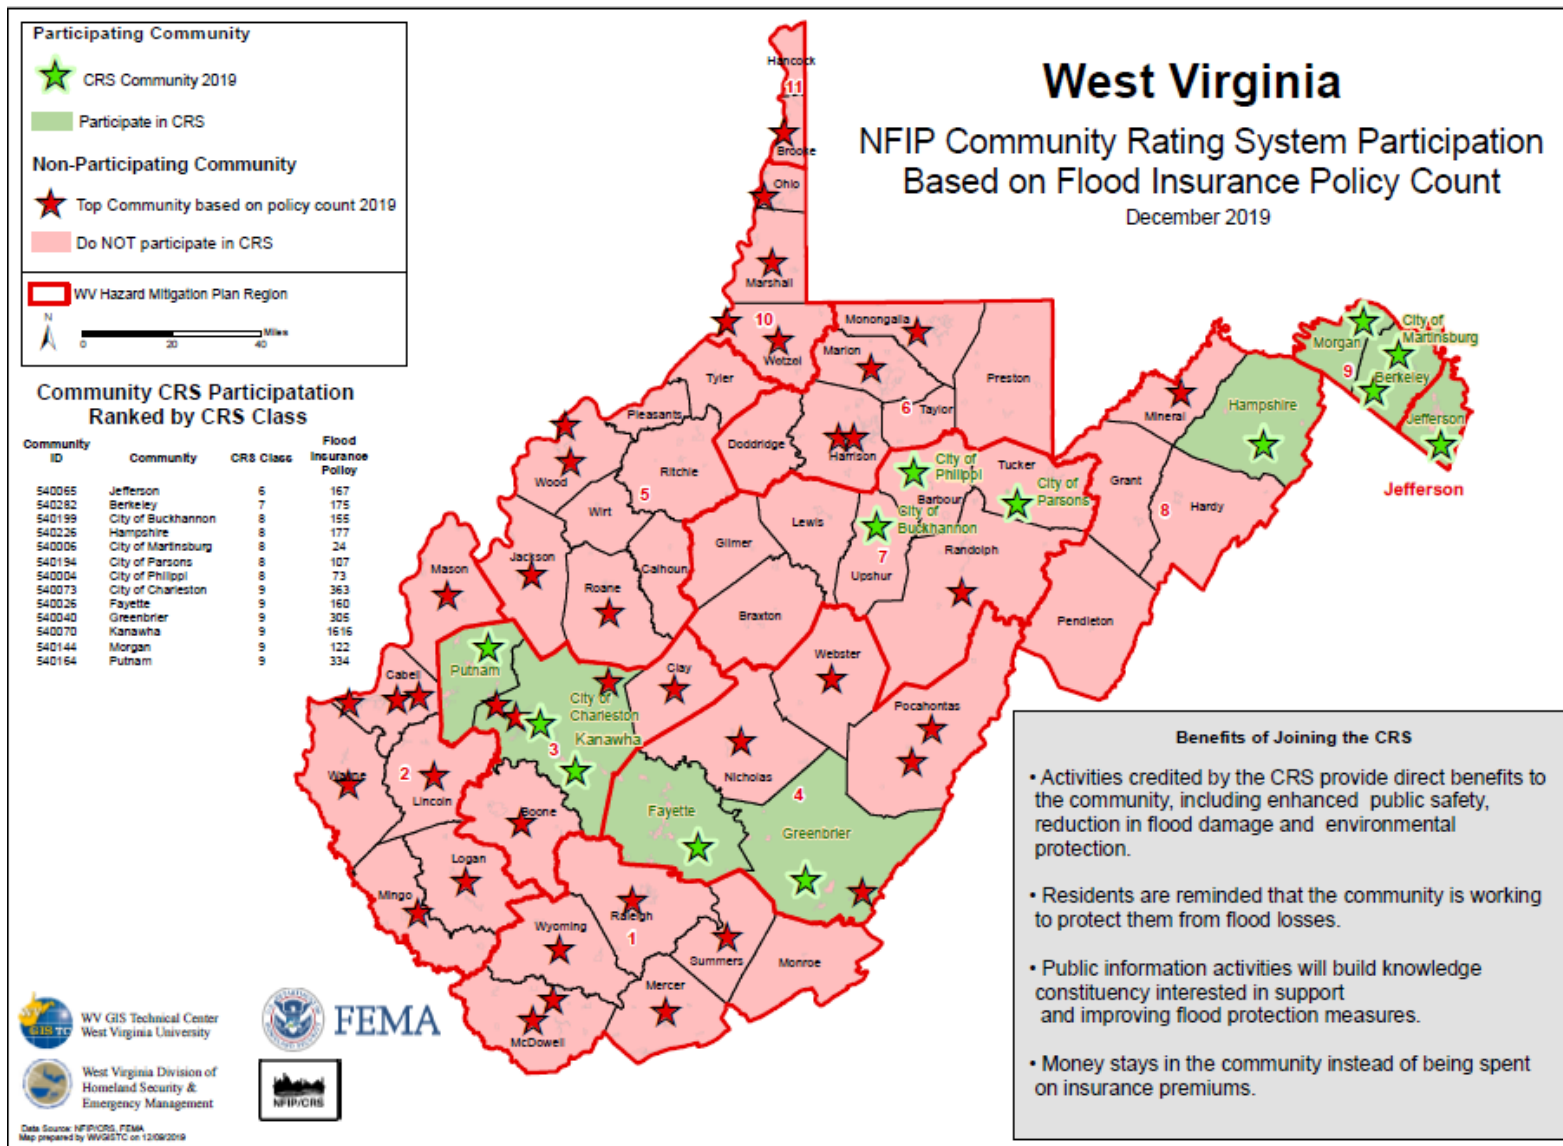 Participating Community
CRS Community 2019
Participate in CRS
Non-Participating Community
Top Community based on policy count 2019
Do NOT participate in CRS
WV Hazard Mitigation Plan Region
N
Miles
0 20 40
West Virginia
NFIP Community Rating System Participation
Based on Flood Insurance Policy Count
December 2019
Community CRS Participatation
Ranked by CRS Class
Community ID Community CRS Class Flood Insurance Policy
540065 Jefferson 6 167
540282 Berkeley 7 175
540199 City of Buckhannon 8 155
540226 Hampshire 8 177
540006 City of Martinsburg 8 24
540194 City of Parsons 8 107
540004 City of Philippi 8 73
540073 City of Charleston 9 363
540026 Fayette 9 160
540040 Greenbrier 9 305
540070 Kanawha 9 1616
540144 Morgan 9 122
540164 Putnam 9 334
Hancock
11
Brooke
Ohio
Marshall
10
Wetzel
Monongalia
Marion
Preston
Tyler
Pleasants
Doddridge
6
Taylor
Harrison
Wood
Ritchie
5
Wirt
City of
Philippi
Barbour
Tucker
City of
Parsons
City of
Buckhannon
7
Upshur
Lewis
Gilmer
Randolph
Mineral
Hampshire
Grant
8
Hardy
Pendleton
Morgan
City of
Martinsburg
9
Berkeley
Jefferson
Jefferson
Mason
Jackson
Roane
Calhoun
Braxton
Webster
Clay
Pocahontas
Putnam
Cabell
City of
Charleston
3
Kanawha
Nicholas
4
Wayne
2
Lincoln
Boone
Fayette
Greenbrier
Logan
Mingo
Wyoming
Raleigh
1
Summers
Monroe
Mercer
McDowell
Benefits of Joining the CRS
• Activities credited by the CRS provide direct benefits to
the community, including enhanced public safety,
reduction in flood damage and environmental
protection.
• Residents are reminded that the community is working
to protect them from flood losses.
• Public information activities will build knowledge
constituency interested in support
and improving flood protection measures.
• Money stays in the community instead of being spent
on insurance premiums.
GIS TC
WV GIS Technical Center
West Virginia University
FEMA
West Virginia Division of
Homeland Security &
Emergency Management
NFIP/CRS
Data Source: NFIP/CRS, FEMA
Map prepared by WVGISTC on 12/09/2019